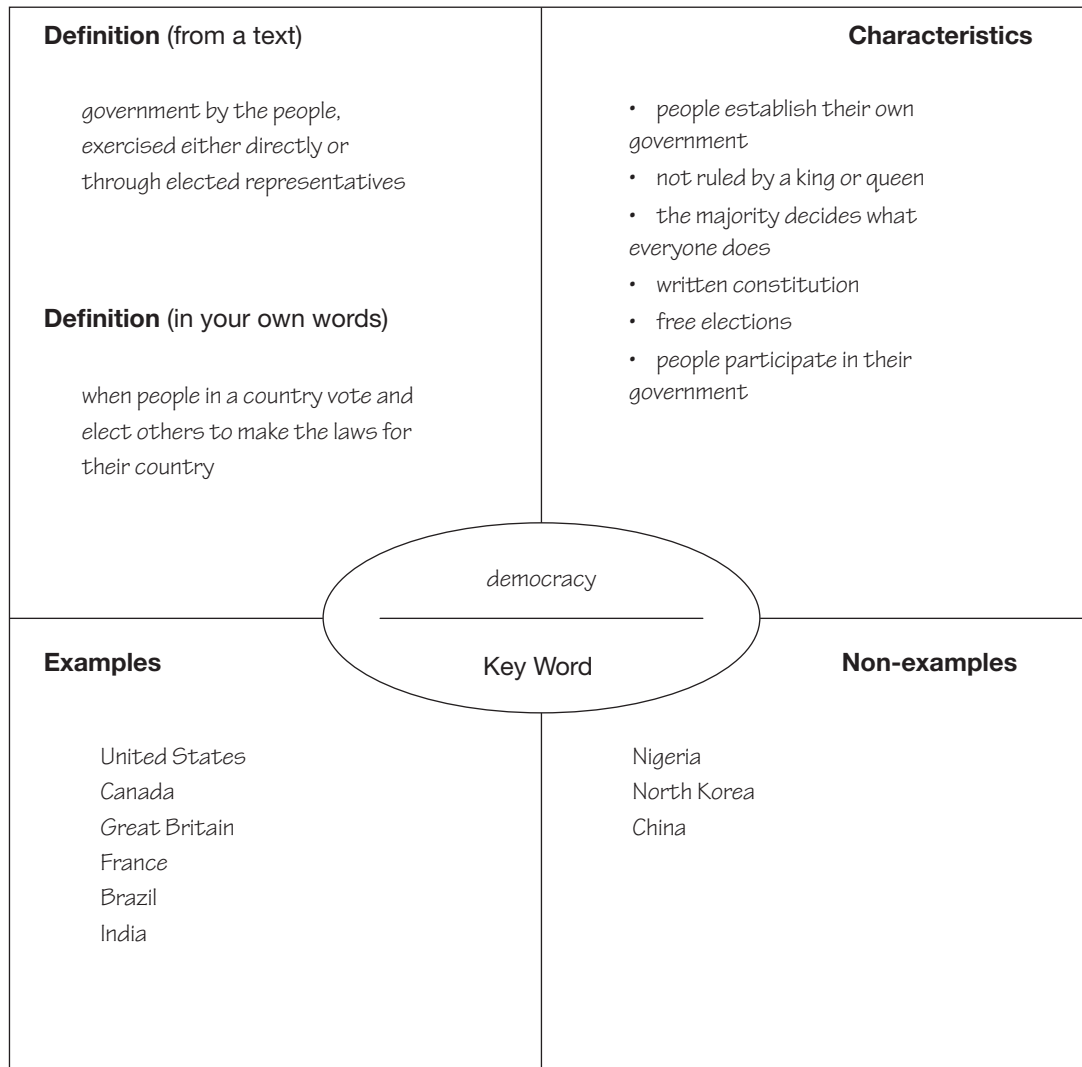 Definition (from a text)
government by the people,
exercised either directly or
through elected representatives
Definition (in your own words)
when people in a country vote and
elect others to make the laws for
their country
Characteristics
• people establish their own
government
• not ruled by a king or queen
• the majority decides what
everyone does
• written constitution
• free elections
• people participate in their
government
democracy
Key Word
Examples
United States
Canada
Great Britain
France
Brazil
India
Non-examples
Nigeria
North Korea
China